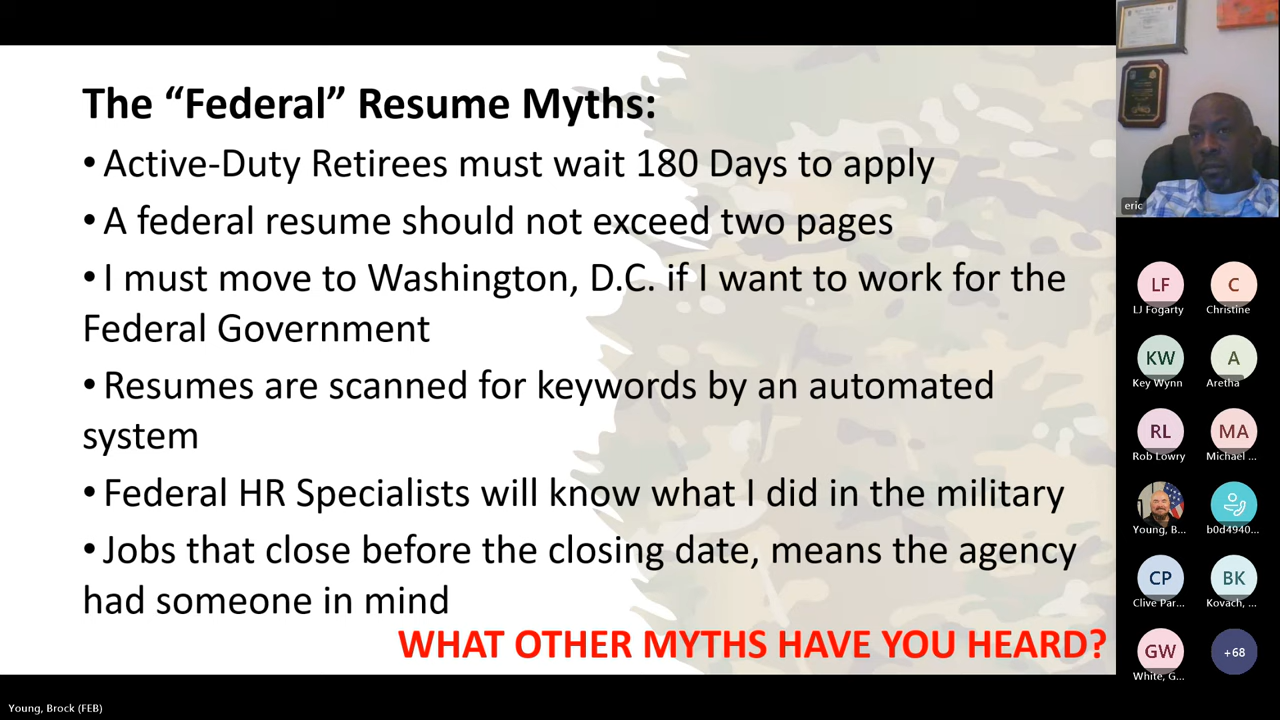 The “Federal” Resume Myths:
• Active-Duty Retirees must wait 180 Days to apply
• A federal resume should not exceed two pages
• I must move to Washington, D.C. if I want to work for the
Federal Government
• Resumes are scanned for keywords by an automated
system
• Federal HR Specialists will know what I did in the military
• Jobs that close before the closing date, means the agency
had someone in mind
WHAT OTHER MYTHS HAVE YOU HEARD?
eric
LF
LJ Fogarty
C
Christine
KW
Key Wynn
A
Aretha
RL
Rob Lowry
MA
Michael ...
Young, B...
b0d4940...
CP
Clive Par...
BK
Kovach, ...
GW
White, G...
+68
Young, Brock (FEB)